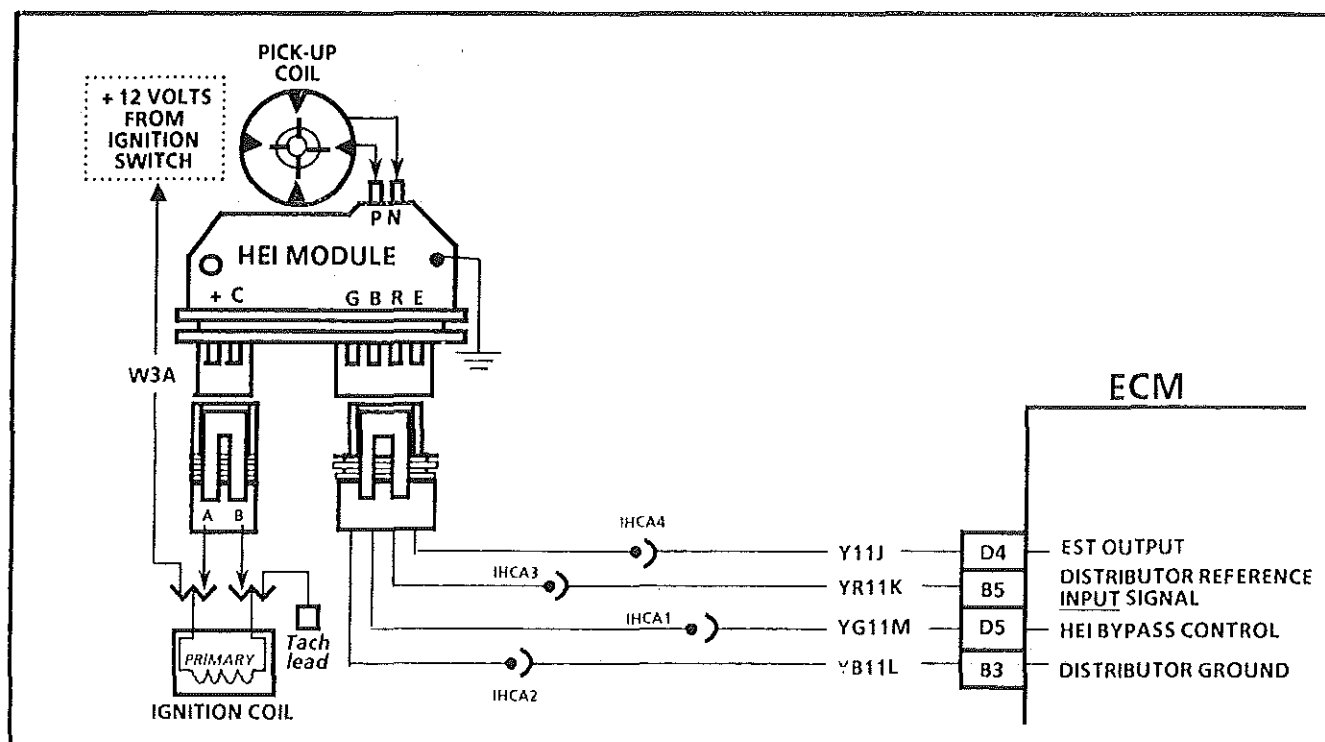 PICK-UP
COIL
+ 12 VOLTS
FROM
IGNITION
SWITCH
P N
HEI MODULE
+ C
G B R E
W3A
ECM
A B
IHCA4
Y11J
D4
EST OUTPUT
IHCA3
YR11K
B5
DISTRIBUTOR REFERENCE
INPUT SIGNAL
IHCA1
YG11M
D5
HEI BYPASS CONTROL
Tach
lead
PRIMARY
IHCA2
YB11L
B3
DISTRIBUTOR GROUND
IGNITION COIL